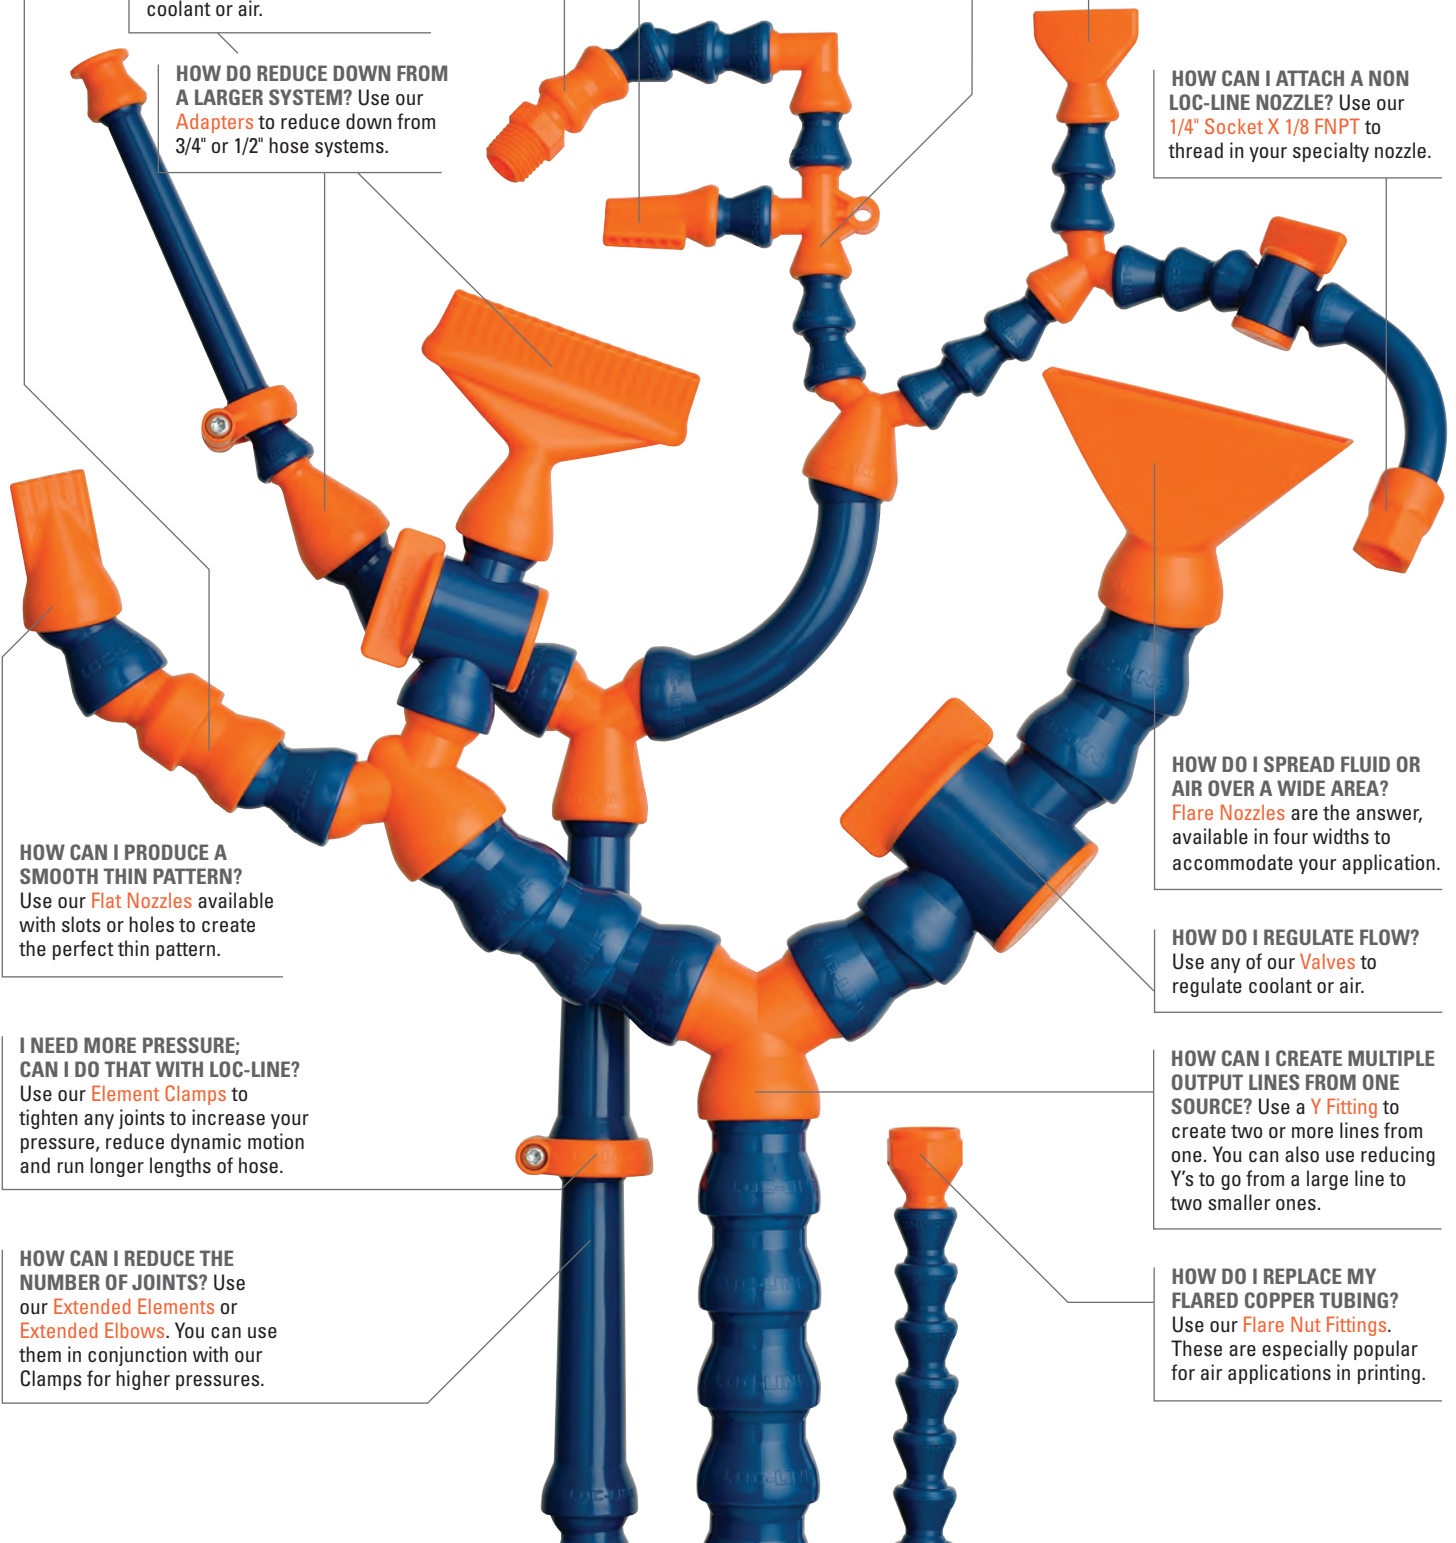 coolant or air.
HOW DO REDUCE DOWN FROM
A LARGER SYSTEM? Use our
Adapters to reduce down from
3/4" or 1/2" hose systems.
HOW CAN I ATTACH A NON
LOC-LINE NOZZLE? Use our
1/4" Socket X 1/8 FNPT to
thread in your specialty nozzle.
HOW CAN I PRODUCE A
SMOOTH THIN PATTERN?
Use our Flat Nozzles available
with slots or holes to create
the perfect thin pattern.
I NEED MORE PRESSURE;
CAN I DO THAT WITH LOC-LINE?
Use our Element Clamps to
tighten any joints to increase your
pressure, reduce dynamic motion
and run longer lengths of hose.
HOW CAN I REDUCE THE
NUMBER OF JOINTS? Use
our Extended Elements or
Extended Elbows. You can use
them in conjunction with our
Clamps for higher pressures.
HOW DO I SPREAD FLUID OR
AIR OVER A WIDE AREA?
Flare Nozzles are the answer,
available in four widths to
accommodate your application.
HOW DO I REGULATE FLOW?
Use any of our Valves to
regulate coolant or air.
HOW CAN I CREATE MULTIPLE
OUTPUT LINES FROM ONE
SOURCE? Use a Y Fitting to
create two or more lines from
one. You can also use reducing
Y's to go from a large line to
two smaller ones.
HOW DO I REPLACE MY
FLARED COPPER TUBING?
Use our Flare Nut Fittings.
These are especially popular
for air applications in printing.